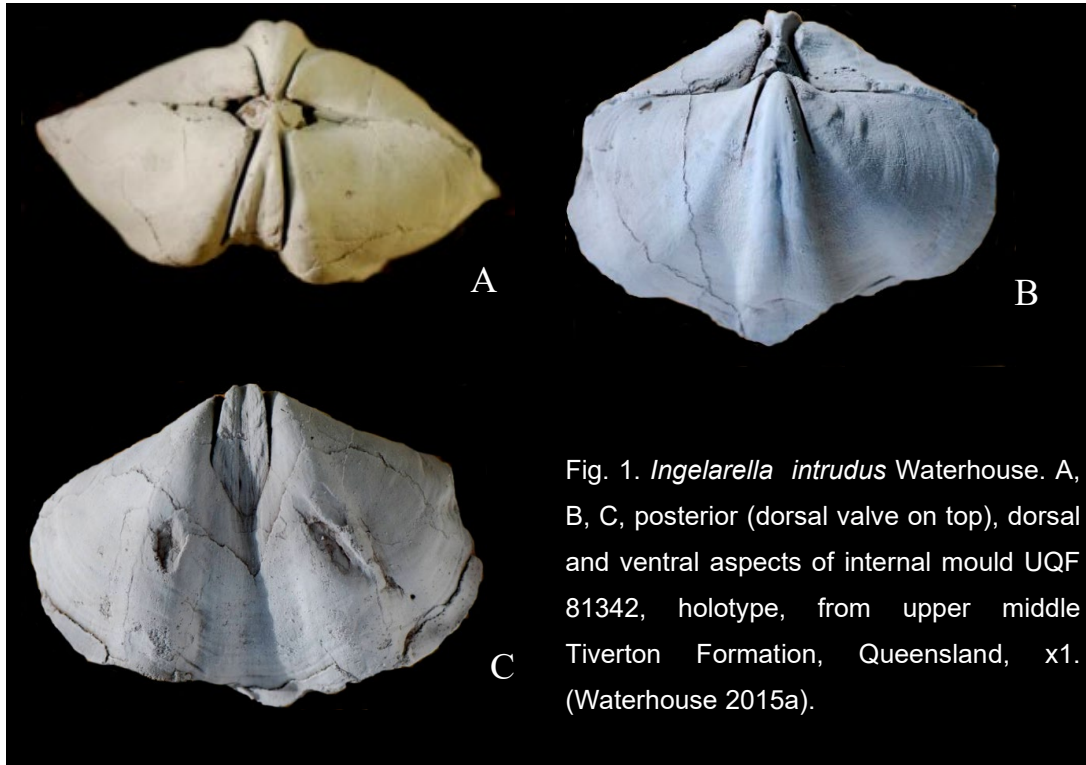 A
B
C
Fig. 1. Ingelarella intrudus Waterhouse. A,
B, C, posterior (dorsal valve on top), dorsal
and ventral aspects of internal mould UQF
81342, holotype, from upper middle
Tiverton Formation, Queensland, x1.
(Waterhouse 2015a).